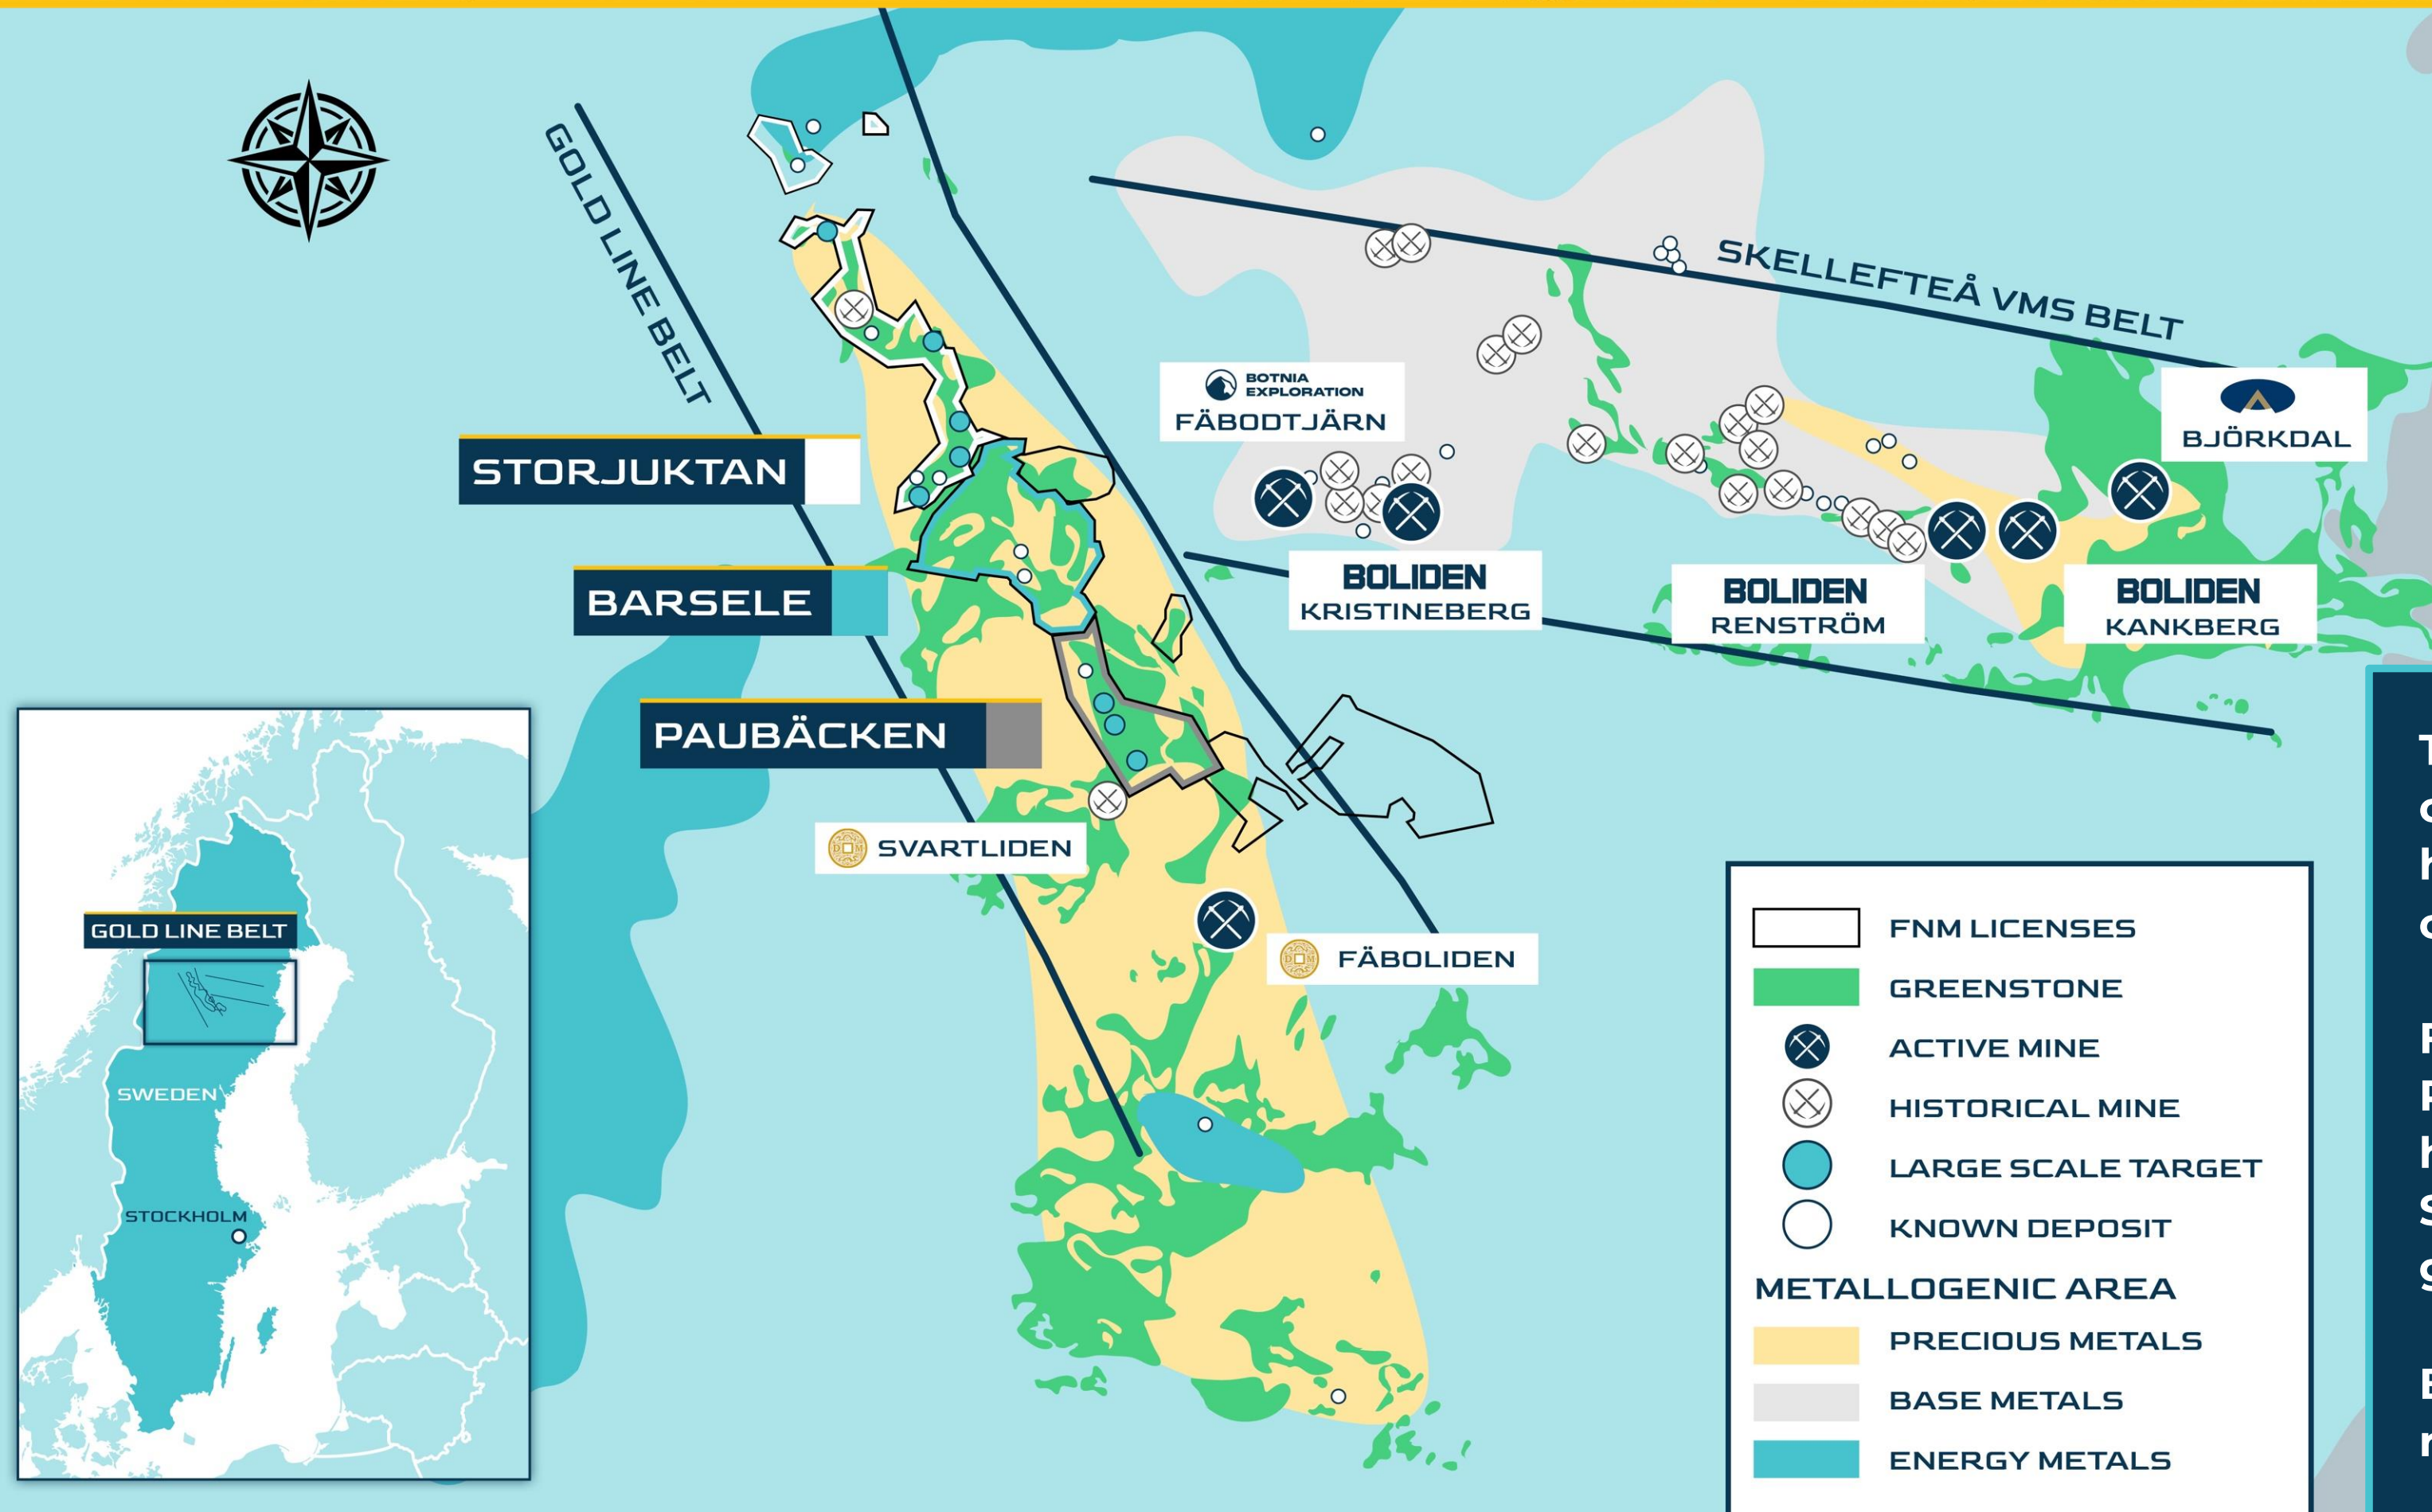 GOLD LINE BELT
SKELLEFTEÅ VMS BELT
BOTNIA
EXPLORATION
FÄBODTJÄRN
BJÖRKDAL
STORJUKTAN
BARSELE
BOLIDEN
KRISTINEBERG
BOLIDEN
RENSTRÖM
BOLIDEN
KANKBERG
PAUBÄCKEN
SVARTLIDEN
FÄBOLIDEN
GOLD LINE BELT
SWEDEN
STOCKHOLM
FNM LICENSES
GREENSTONE
ACTIVE MINE
HISTORICAL MINE
LARGE SCALE TARGET
KNOWN DEPOSIT
METALLOGENIC AREA
PRECIOUS METALS
BASE METALS
ENERGY METALS